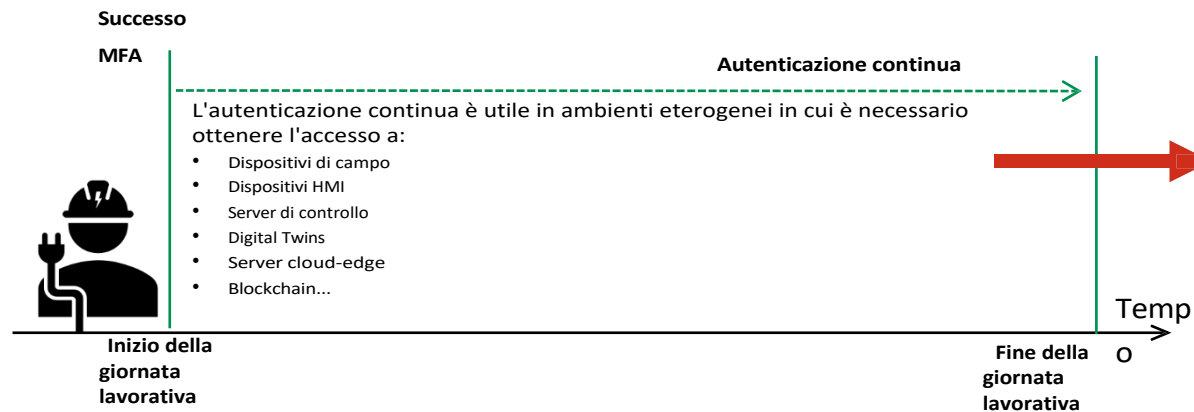 Successo
MFA
Autenticazione continua
L'autenticazione continua è utile in ambienti eterogenei in cui è necessario
ottenere l'accesso a:
• Dispositivi di campo
• Dispositivi HMI
• Server di controllo
• Digital Twins
• Server cloud-edge
• Blockchain...
Temp
o
Inizio della
giornata
lavorativa
Fine della
giornata
lavorativa